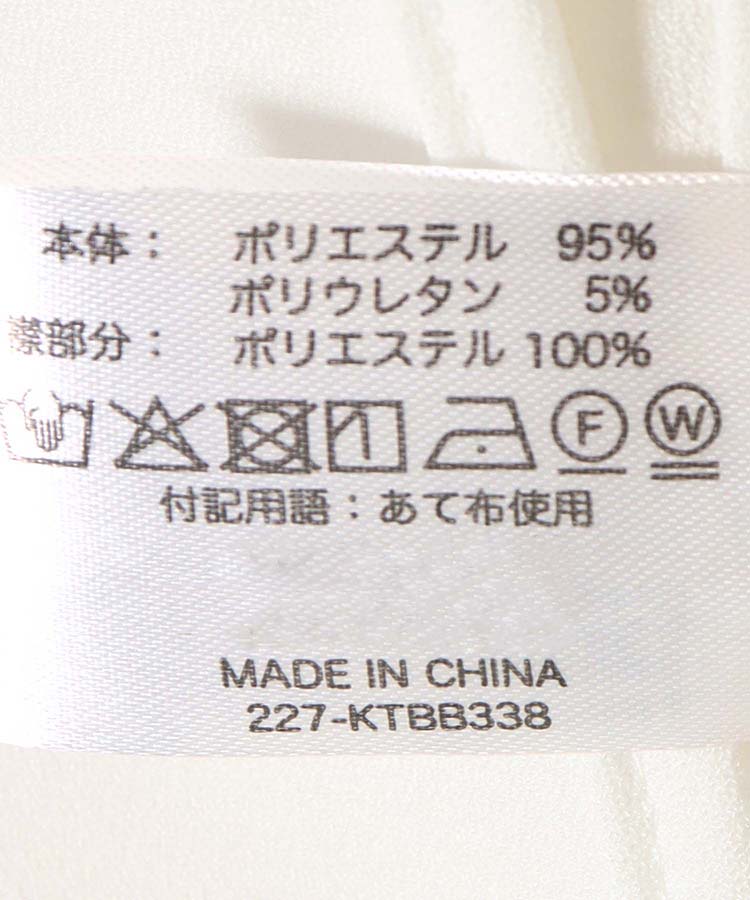 本体： ポリエステル 95%
ポリウレタン 5%
際部分： ポリエステル 100%
F W
付記用語：あて布使用
MADE IN CHINA
227-KTBB338